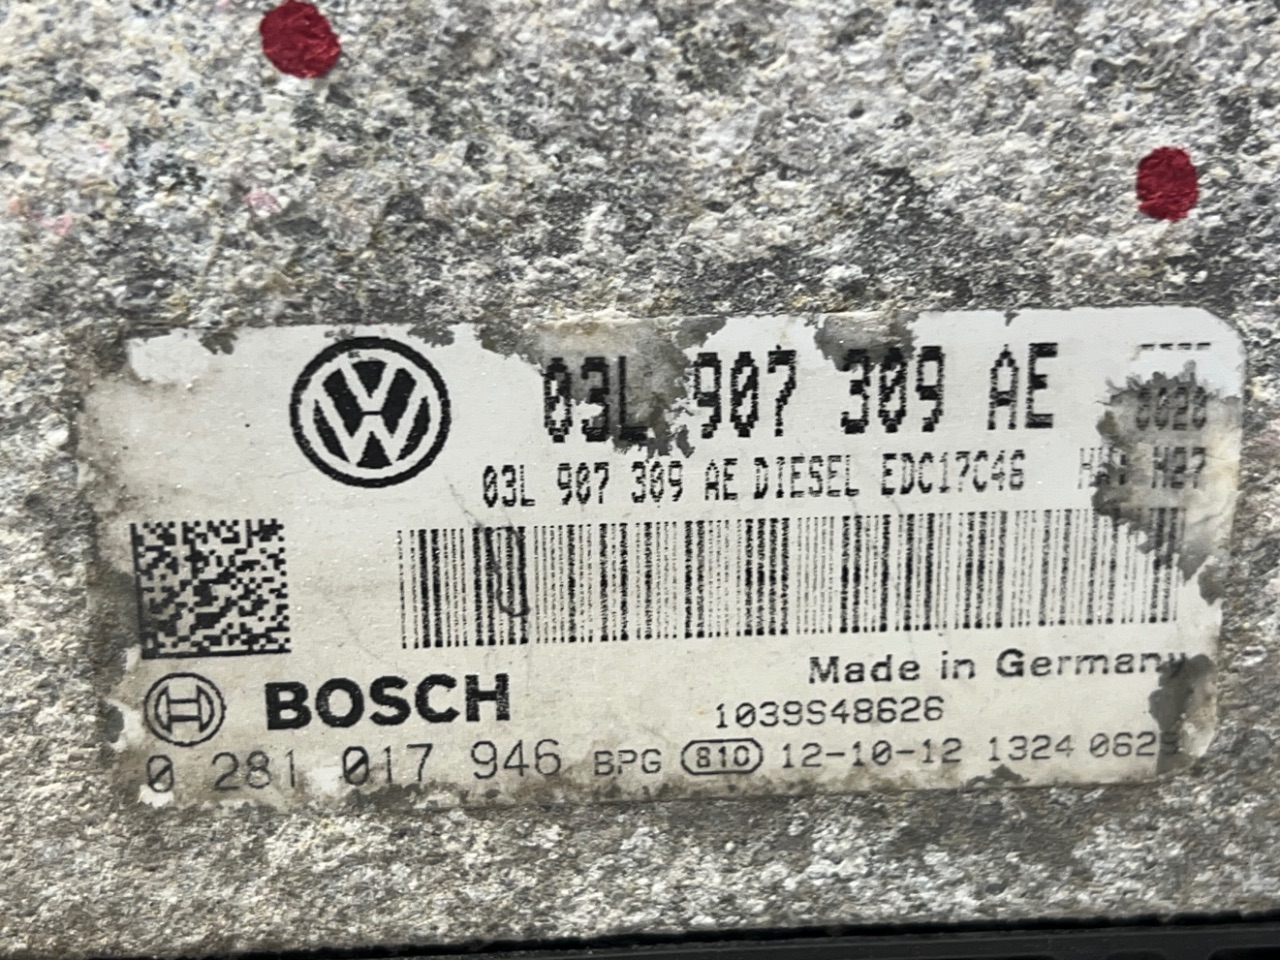 03L 907 309 AE
03L 907 309 AE DIESEL EDC17C46 H27
Made in Germany
BOSCH
1039S48626
0 281 017 946 BPG 810 12-10-12 1324